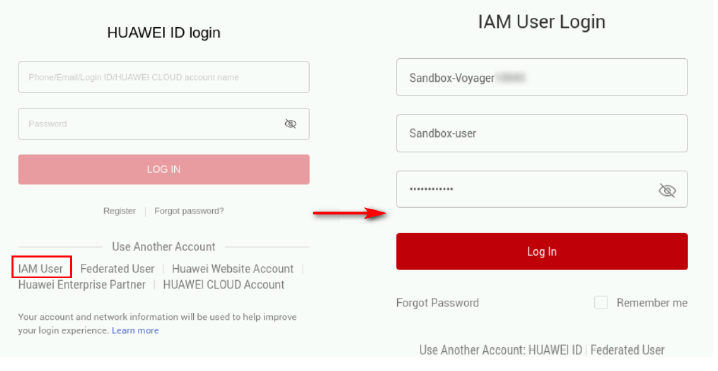 HUAWEI ID login
Phone/Email/Login ID/HUAWEI CLOUD account name
Password
LOG IN
Register | Forgot password?
Use Another Account
IAM User | Federated User | Huawei Website Account |
Huawei Enterprise Partner | HUAWEI CLOUD Account
Your account and network information will be used to help improve
your login experience. Learn more
IAM User Login
Sandbox-Voyager
Sandbox-user
••••••••••••
Log In
Forgot Password
Remember me
Use Another Account: HUAWEI ID | Federated User